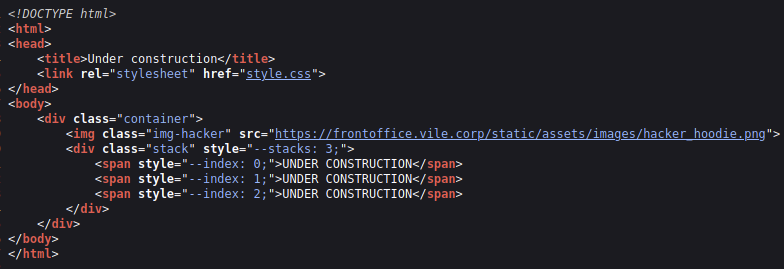 <!DOCTYPE html>
<html>
<head>
    <title>Under construction</title>
    <link rel="stylesheet" href="style.css">
</head>
<body>
    <div class="container">
        <img class="img-hacker" src="https://frontoffice.vile.corp/static/assets/images/hacker_hoodie.png">
        <div class="stack" style="--stacks: 3;">
            <span style="--index: 0;">UNDER CONSTRUCTION</span>
            <span style="--index: 1;">UNDER CONSTRUCTION</span>
            <span style="--index: 2;">UNDER CONSTRUCTION</span>
        </div>
    </div>
</body>
</html>